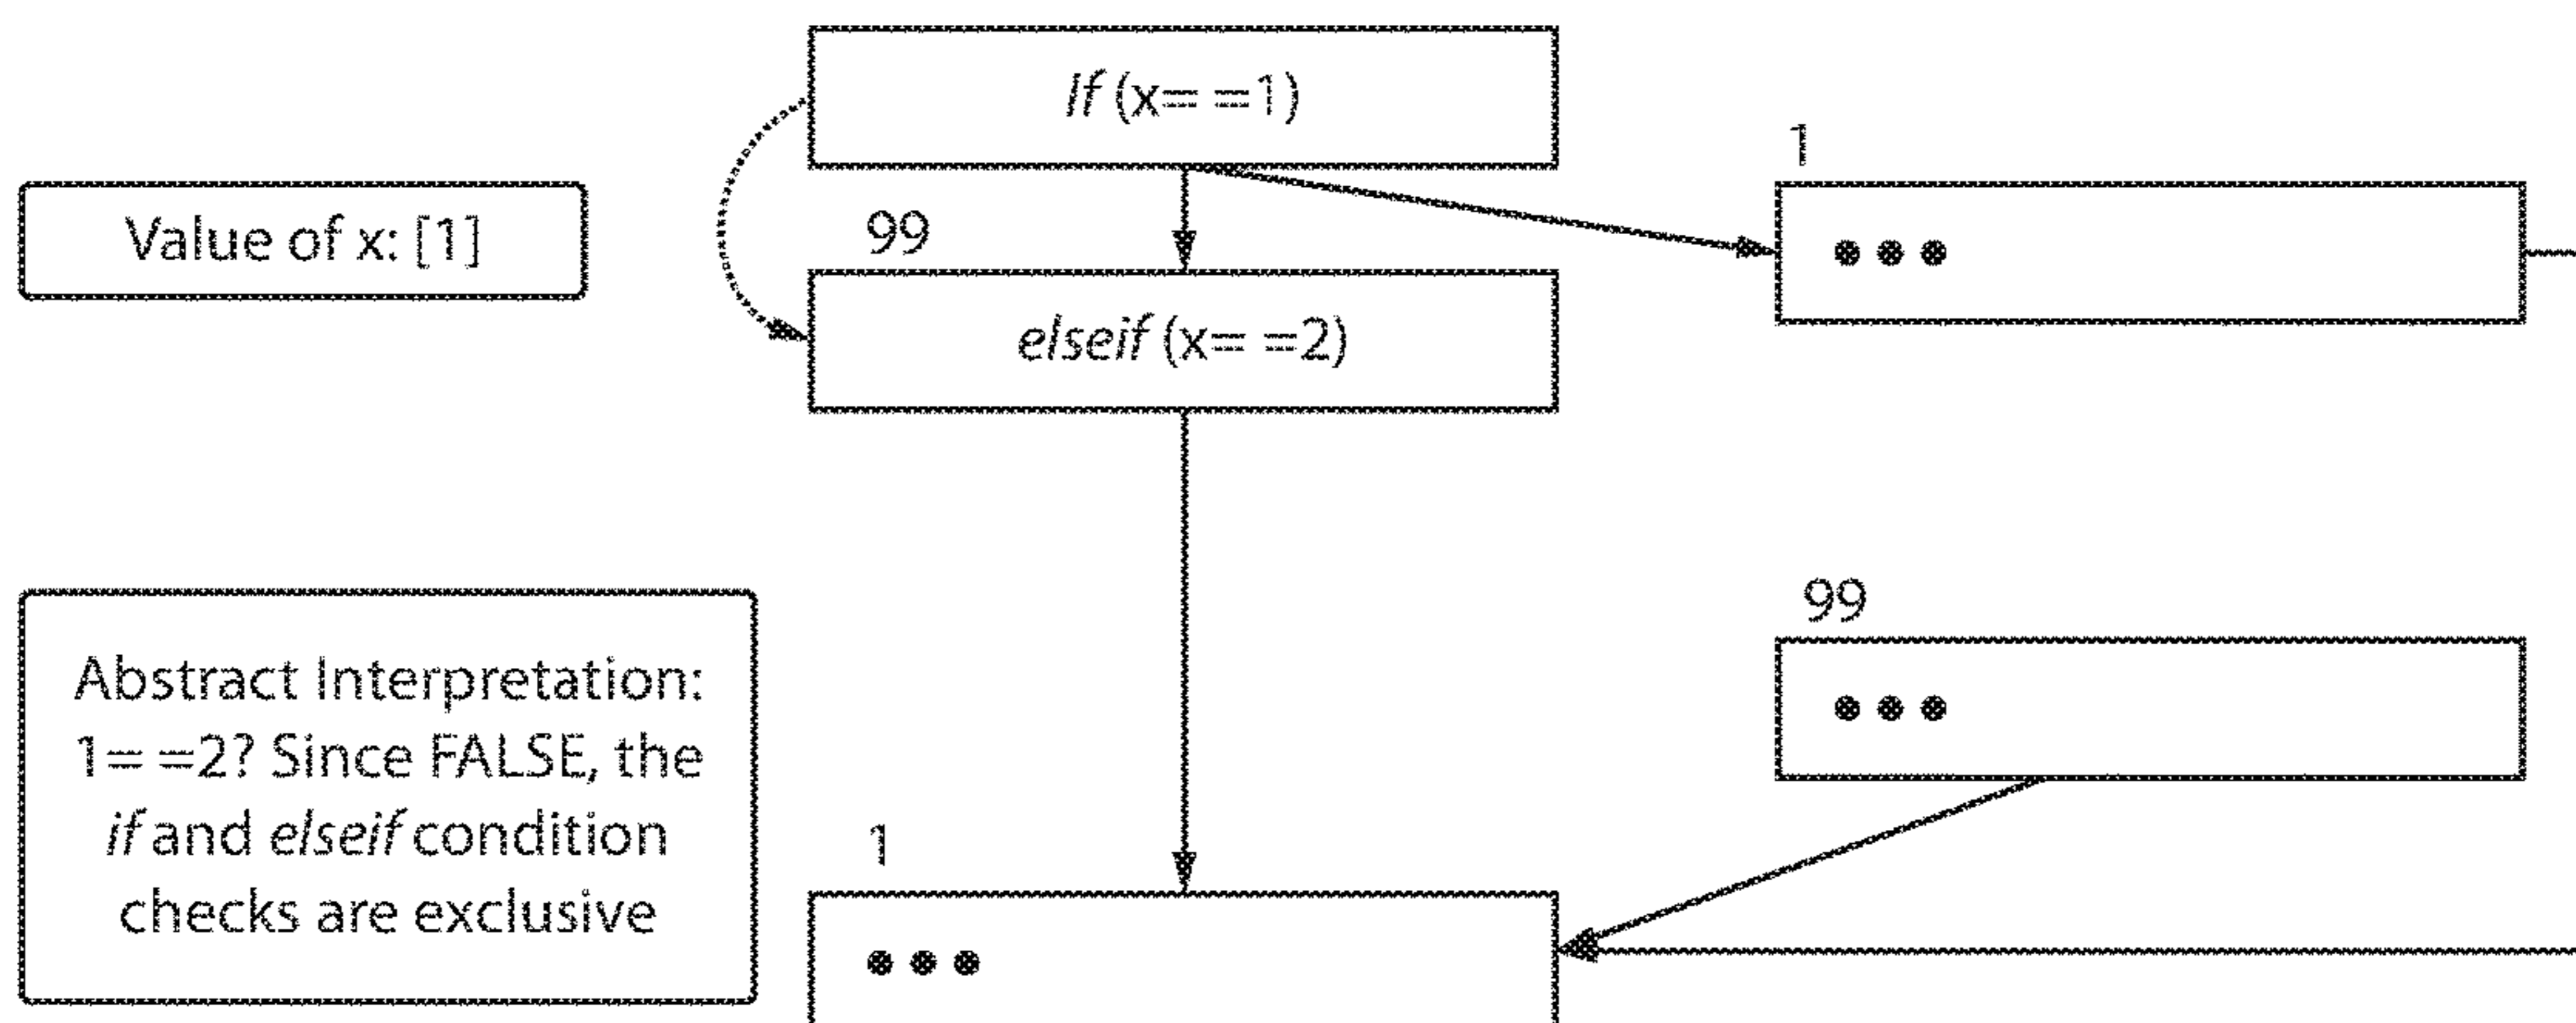 If (x= =1)
1
Value of x: [1]
99
● ● ●
elseif (x= =2)
99
Abstract Interpretation:
1= =2? Since FALSE, the
if and elseif condition
checks are exclusive
● ● ●
1
● ● ●